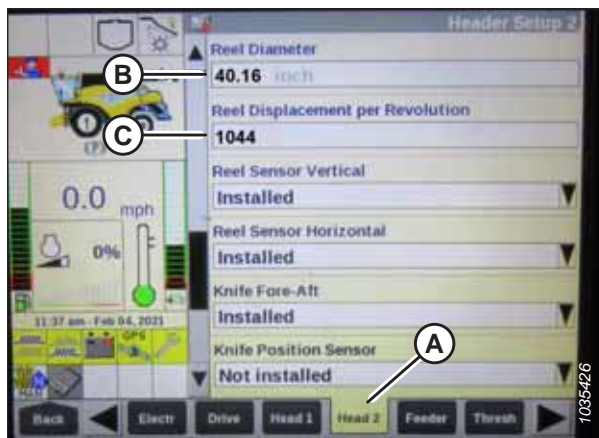 Header Setup 2
Reel Diameter
B
40.16 inch
Reel Displacement per Revolution
C
1044
Reel Sensor Vertical
Installed
0.0 mph
Reel Sensor Horizontal
Installed
0%
Knife Fore-Aft
Installed
11:37 am - Feb 04, 2021
GPS
Knife Position Sensor
A
Not installed
Back
Electr
Drive
Head 1
Head 2
Feeder
Thresh
1035426